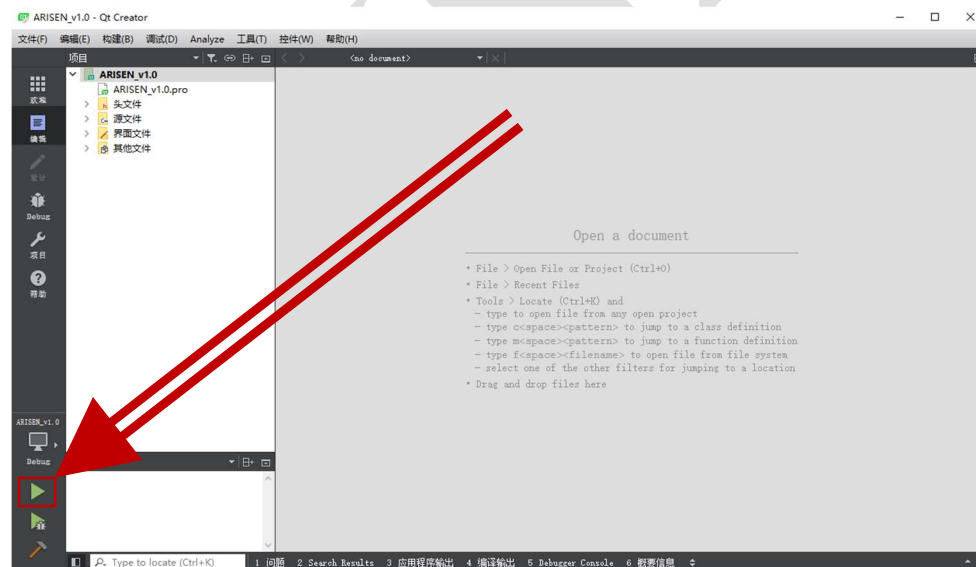 ARISEN_v1.0 - Qt Creator
文件(F) 编辑(E) 构建(B) 调试(D) Analyze 工具(T) 控件(W) 帮助(H)
项目 <no document>
ARISEN_v1.0
ARISEN_v1.0.pro
头文件
源文件
界面文件
其他文件
欢迎
编辑
设计
Debug
项目
帮助
Open a document
• File > Open File or Project (Ctrl+O)
• File > Recent Files
• Tools > Locate (Ctrl+K) and
- type to open file from any open project
- type c<space><pattern> to jump to a class definition
- type m<space><pattern> to jump to a function definition
- type f<space><filename> to open file from file system
- select one of the other filters for jumping to a location
• Drag and drop files here
ARISEN_v1.0
Debug
Type to locate (Ctrl+K) 1 问题 2 Search Results 3 应用程序输出 4 编译输出 5 Debugger Console 6 概要信息